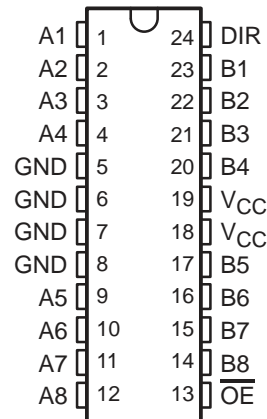 A1 1 24 DIR
A2 2 23 B1
A3 3 22 B2
A4 4 21 B3
GND 5 20 B4
GND 6 19 VCC
GND 7 18 VCC
GND 8 17 B5
A5 9 16 B6
A6 10 15 B7
A7 11 14 B8
A8 12 13 O̅E̅